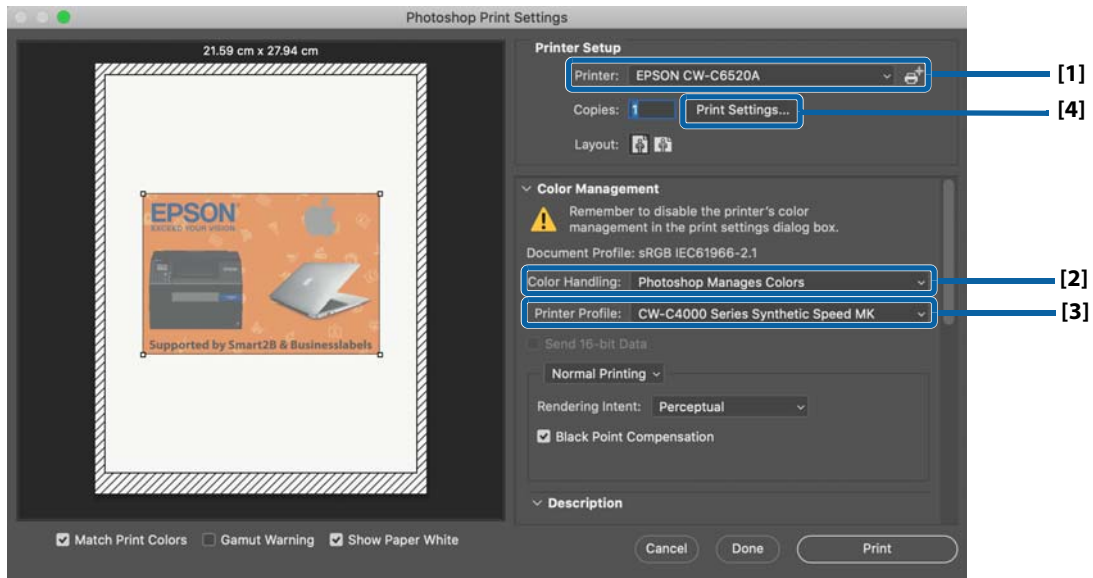 Photoshop Print Settings
21.59 cm x 27.94 cm
EPSON
EXCEED YOUR VISION
Supported by Smart2B & Businesslabels
Match Print Colors Gamut Warning Show Paper White
Printer Setup
Printer: EPSON CW-C6520A
[1]
Copies: 1 Print Settings...
[4]
Layout:
Color Management
Remember to disable the printer's color
management in the print settings dialog box.
Document Profile: sRGB IEC61966-2.1
Color Handling: Photoshop Manages Colors
[2]
Printer Profile: CW-C4000 Series Synthetic Speed MK
[3]
Send 16-bit Data
Normal Printing
Rendering Intent: Perceptual
Black Point Compensation
Description
Cancel Done Print